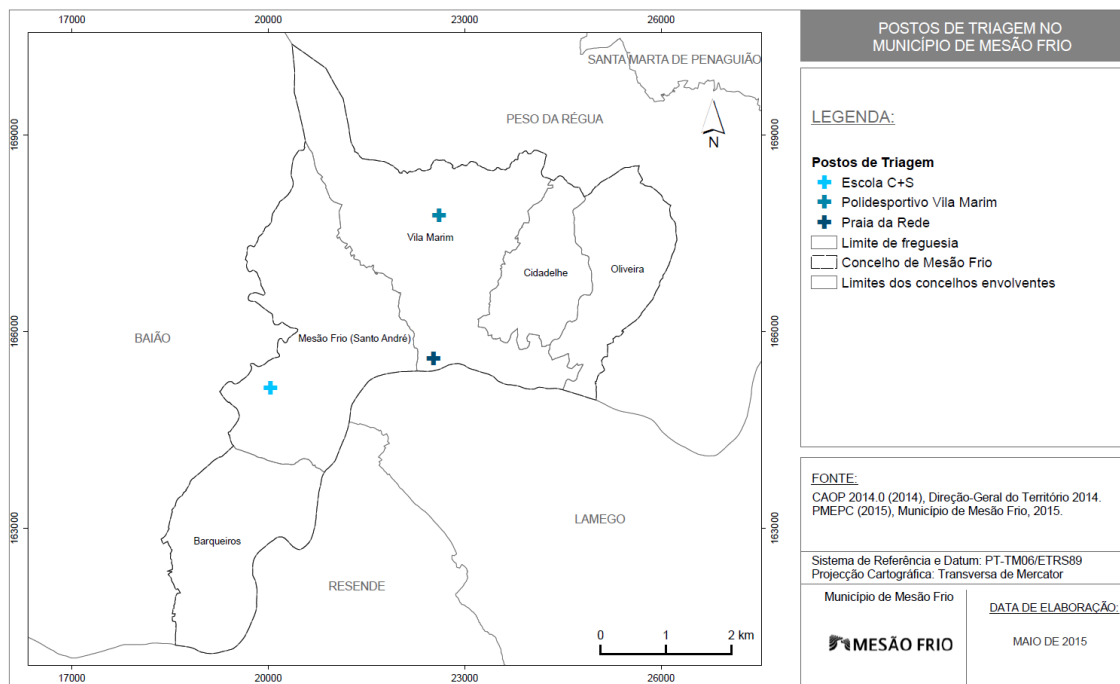 17000
20000
23000
26000
169000
169000
166000
166000
163000
163000
17000
20000
23000
26000
SANTA MARTA DE PENAGUIÃO
PESO DA RÉGUA
N
Vila Marim
Cidadelhe
Oliveira
BAIÃO
Mesão Frio (Santo André)
LAMEGO
Barqueiros
RESENDE
0 1 2 km
POSTOS DE TRIAGEM NO
MUNICÍPIO DE MESÃO FRIO
LEGENDA:
Postos de Triagem
Escola C+S
Polidesportivo Vila Marim
Praia da Rede
Limite de freguesia
Concelho de Mesão Frio
Limites dos concelhos envolventes
FONTE:
CAOP 2014.0 (2014), Direção-Geral do Território 2014.
PMEPC (2015), Município de Mesão Frio, 2015.
Sistema de Referência e Datum: PT-TM06/ETRS89
Projecção Cartográfica: Transversa de Mercator
Município de Mesão Frio
MESÃO FRIO
DATA DE ELABORAÇÃO:
MAIO DE 2015